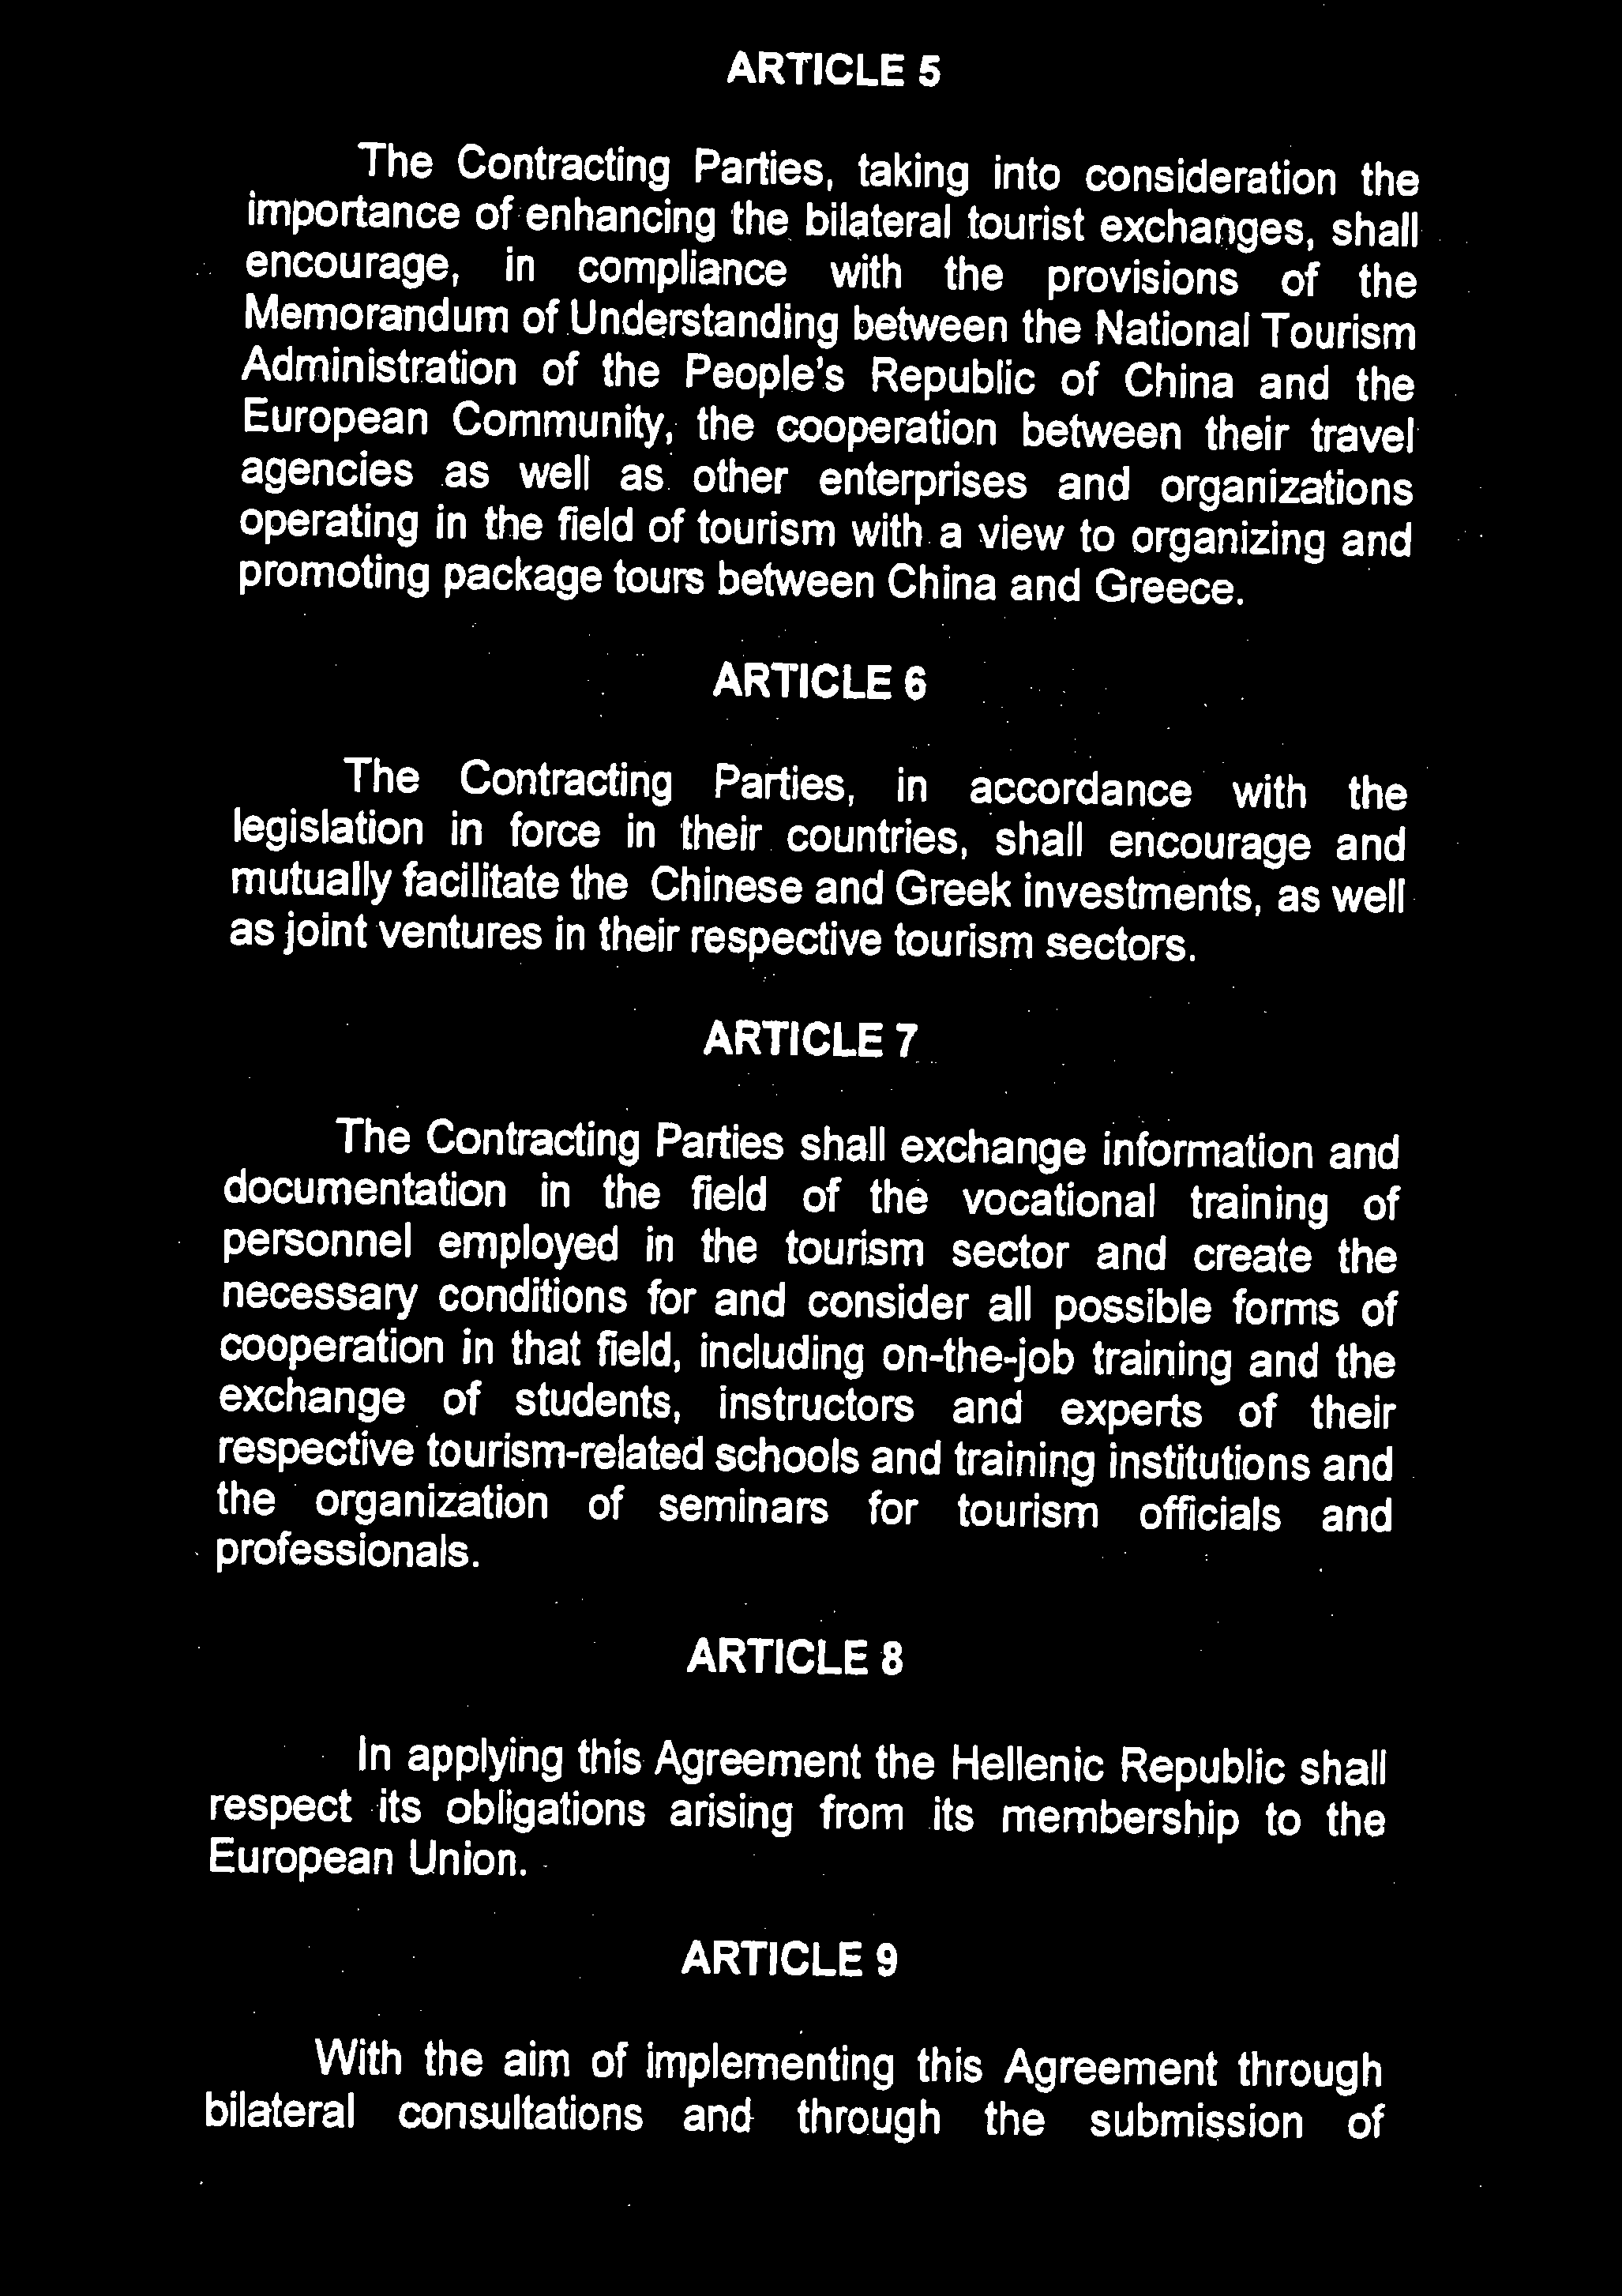 ARTICLE 5
The Contracting Parties, taking into consideration the
importance of enhancing the bilateral tourist exchanges, shall
encourage, in compliance with the provisions of the
Memorandum of Understanding between the National Tourism
Administration of the People's Republic of China and the
European Community, the cooperation between their travel
agencies as well as other enterprises and organizations
operating in the field of tourism with a view to organizing and
promoting package tours between China and Greece.
ARTICLE 6
The Contracting Parties, in accordance with the
legislation in force in their countries, shall encourage and
mutually facilitate the Chinese and Greek investments, as well
as joint ventures in their respective tourism sectors.
ARTICLE 7
The Contracting Parties shall exchange information and
documentation in the field of the vocational training of
personnel employed in the tourism sector and create the
necessary conditions for and consider all possible forms of
cooperation in that field, including on-the-job training and the
exchange of students, instructors and experts of their
respective tourism-related schools and training institutions and
the organization of seminars for tourism officials and
professionals.
ARTICLE 8
In applying this Agreement the Hellenic Republic shall
respect its obligations arising from its membership to the
European Union.
ARTICLE 9
With the aim of implementing this Agreement through
bilateral consultations and through the submission of